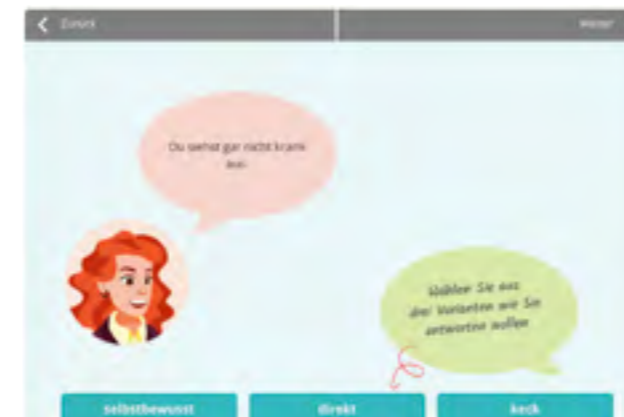 Zurück
Weiter
Du siehst gar nicht krank
aus.
Wählen Sie aus
drei Varianten wie Sie
antworten wollen
selbstbewusst
direkt
keck